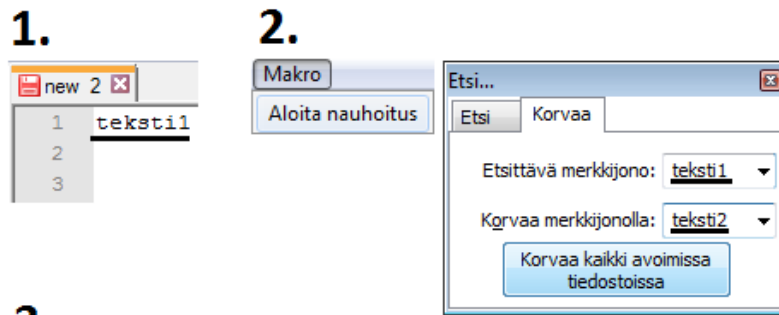 1.
2.
new 2
1 teksti1
2
3
Makro
Aloita nauhoitus
Etsi...
Etsi Korvaa
Etsittävä merkkijono: teksti1
Korvaa merkkijonolla: teksti2
Korvaa kaikki avoimissa
tiedostoissa